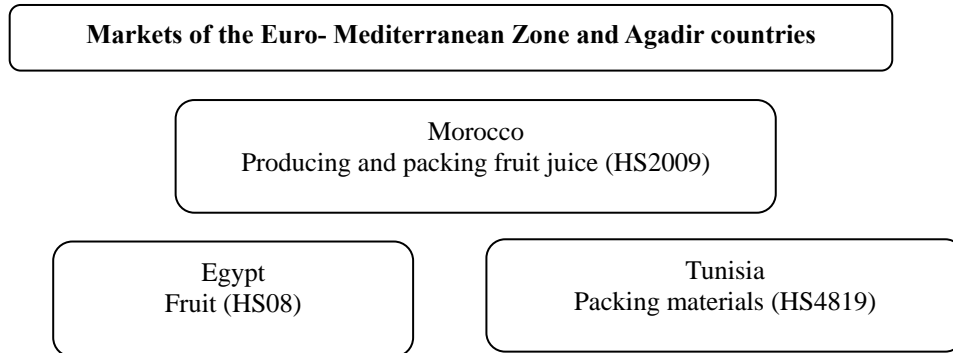 Markets of the Euro- Mediterranean Zone and Agadir countries
Morocco
Producing and packing fruit juice (HS2009)
Egypt
Fruit (HS08)
Tunisia
Packing materials (HS4819)